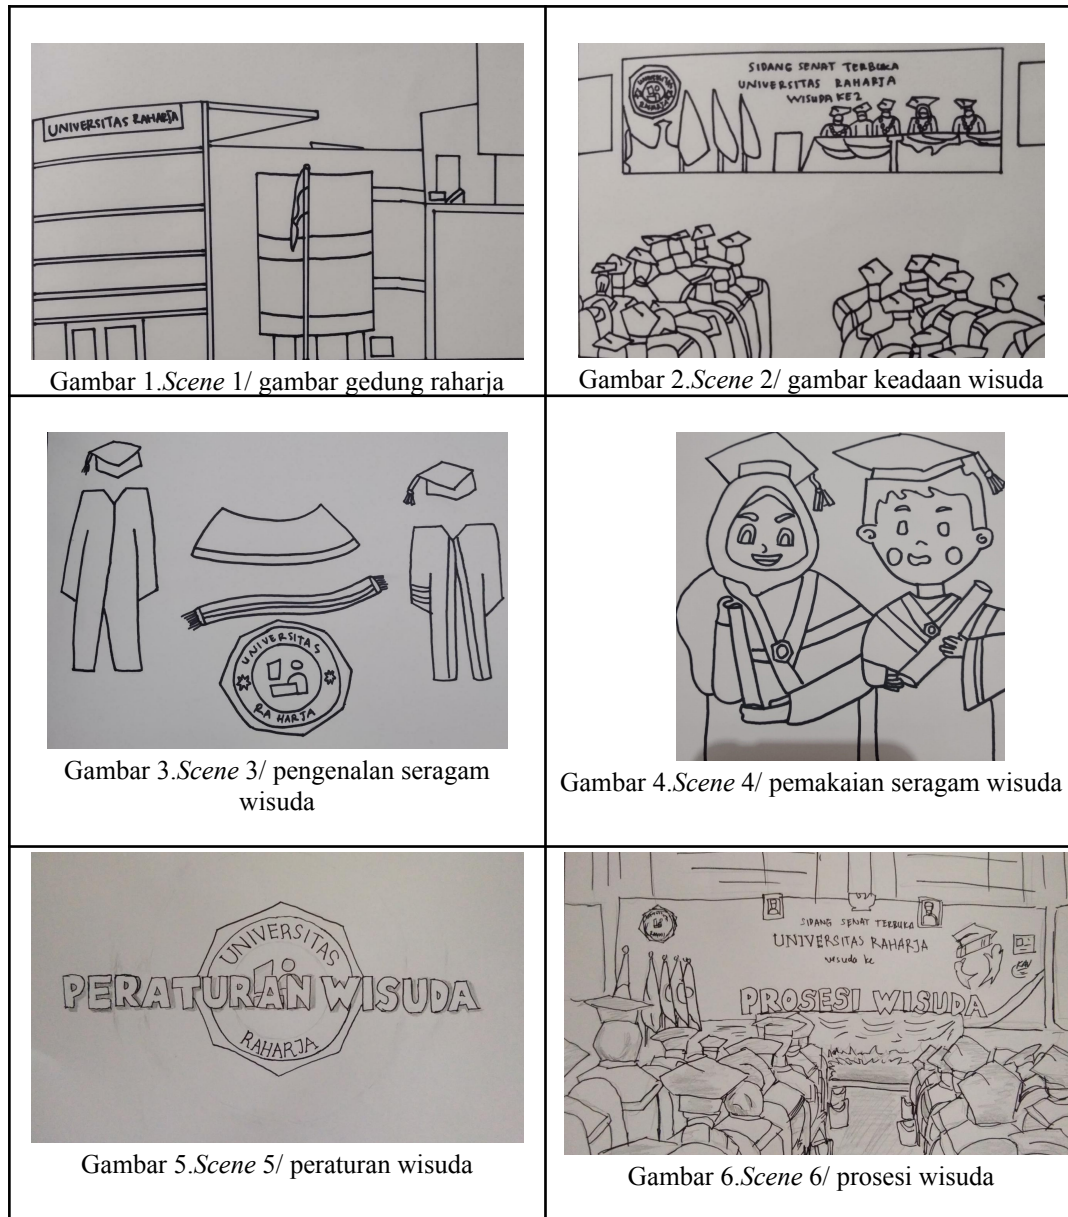 UNIVERSITAS RAHARJA
Gambar 1.Scene 1/ gambar gedung raharja
SIDANG SENAT TERBUKA
UNIVERSITAS RAHARJA
WISUDA KE2
UNIVERSITAS
RAHARJA
Gambar 2.Scene 2/ gambar keadaan wisuda
UNIVERSITAS
RAHARJA
Gambar 3.Scene 3/ pengenalan seragam
wisuda
Gambar 4.Scene 4/ pemakaian seragam wisuda
UNIVERSITAS
PERATURAN WISUDA
RAHARJA
Gambar 5.Scene 5/ peraturan wisuda
SIDANG SENAT TERBUKA
UNIVERSITAS RAHARJA
wisuda ke
PROSESI WISUDA
Gambar 6.Scene 6/ prosesi wisuda